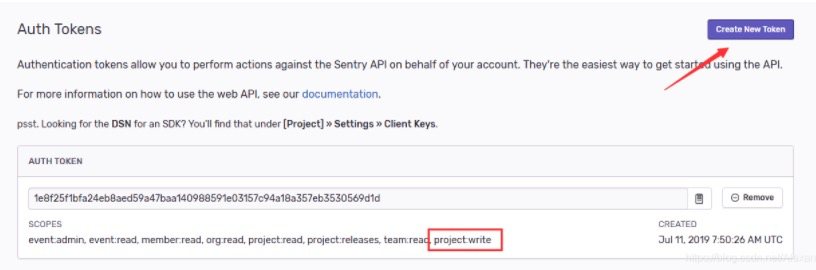 Auth Tokens
Create New Token
Authentication tokens allow you to perform actions against the Sentry API on behalf of your account. They're the easiest way to get started using the API.
For more information on how to use the web API, see our documentation.
psst. Looking for the DSN for an SDK? You'll find that under [Project] » Settings » Client Keys.
AUTH TOKEN
1e8f25f1bfa24eb8aed59a47baa140988591e03157c94a18a357eb3530569d1d
Remove
SCOPES
event:admin, event:read, member:read, org:read, project:read, project:releases, team:read, project:write
CREATED
Jul 11, 2019 7:50:26 AM UTC